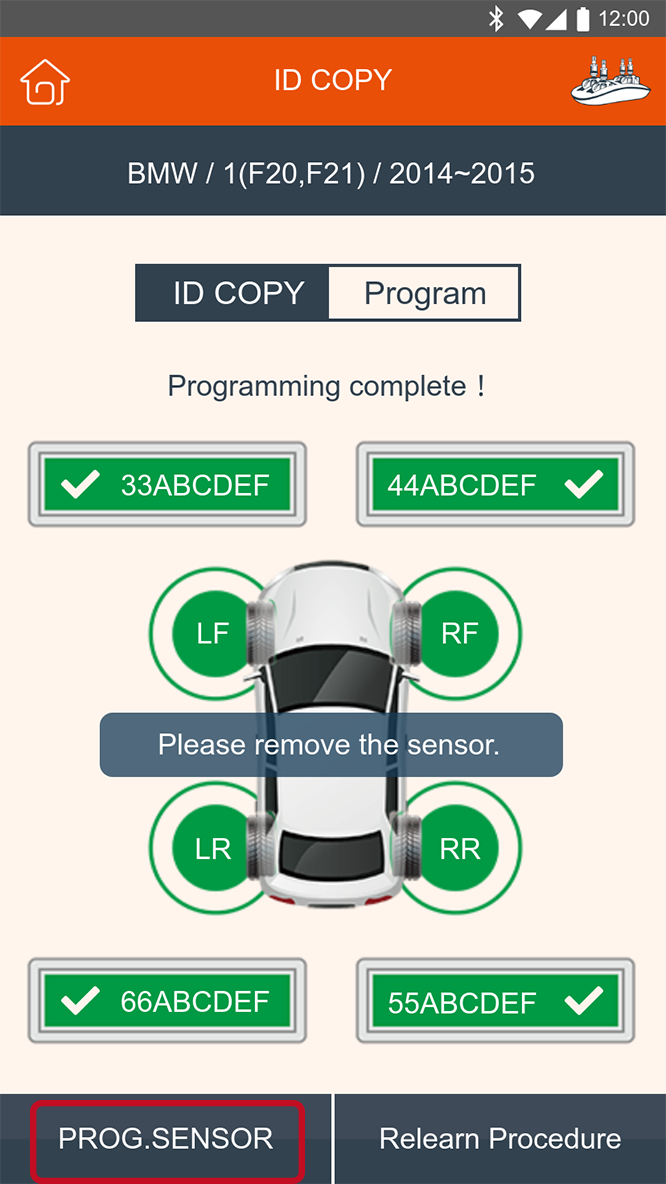 12:00
ID COPY
BMW / 1(F20,F21) / 2014~2015
ID COPY Program
Programming complete !
33ABCDEF 44ABCDEF
LF RF
Please remove the sensor.
LR RR
66ABCDEF 55ABCDEF
PROG.SENSOR Relearn Procedure